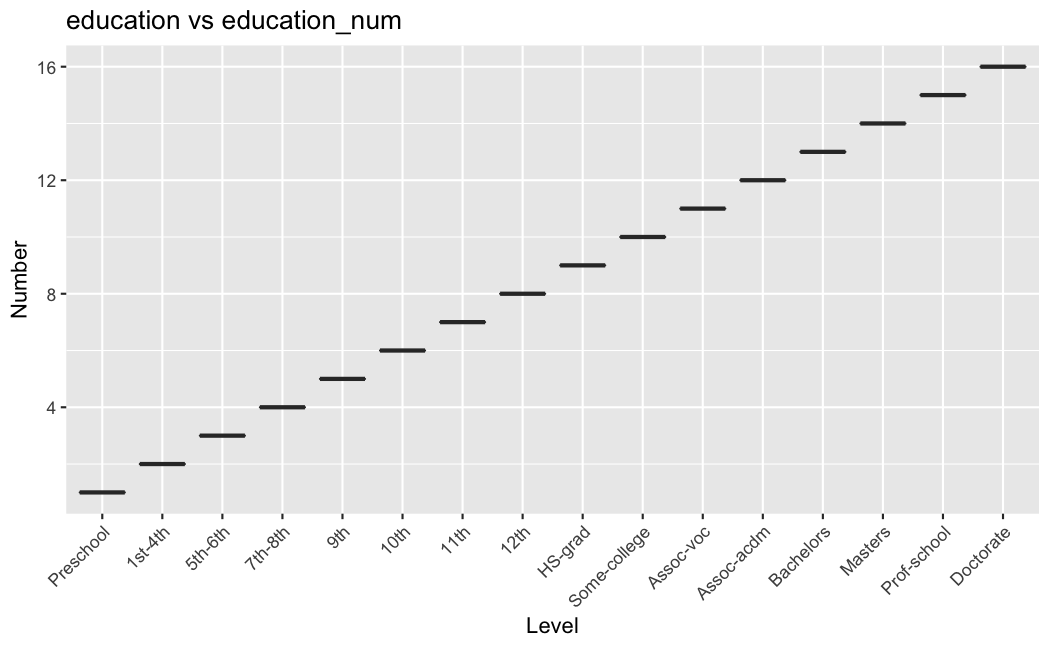 education vs education_num
Number
16
12
8
4
Preschool
1st-4th
5th-6th
7th-8th
9th
10th
11th
12th
HS-grad
Some-college
Assoc-voc
Assoc-acdm
Bachelors
Masters
Prof-school
Doctorate
Level